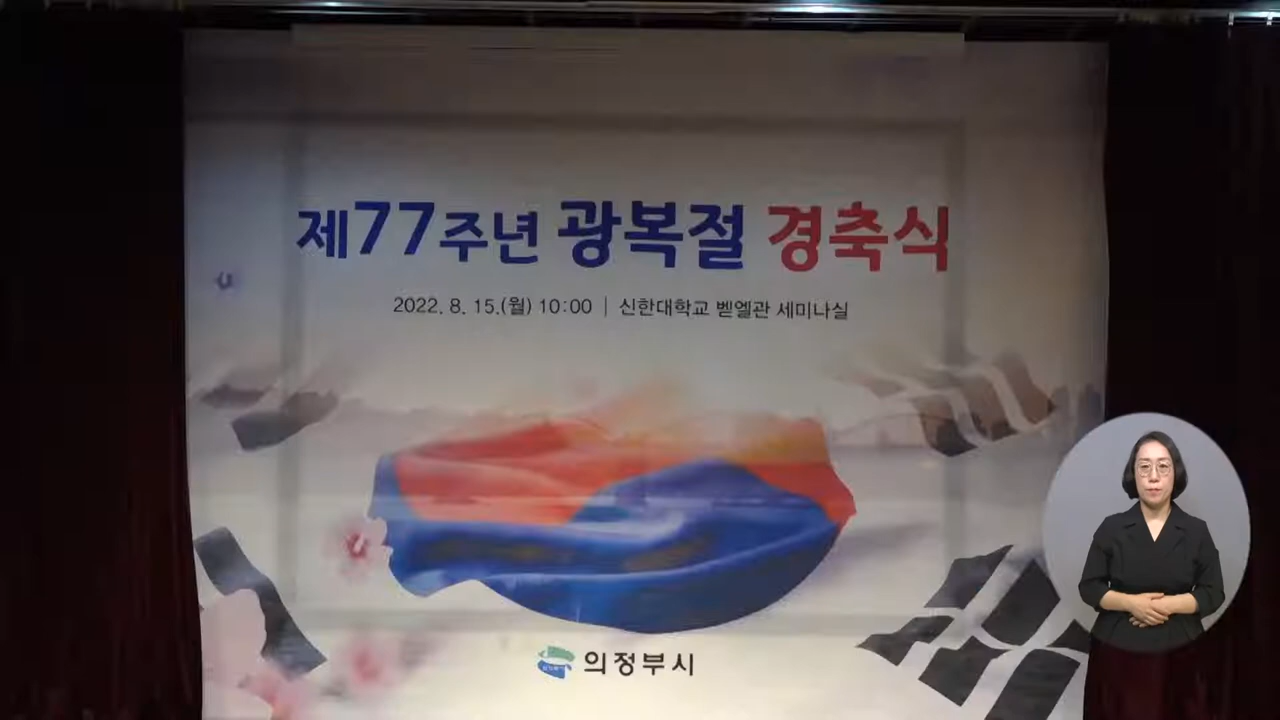 제77주년 광복절 경축식
2022. 8. 15.(월) 10:00 | 신한대학교 벧엘관 세미나실
의정부시